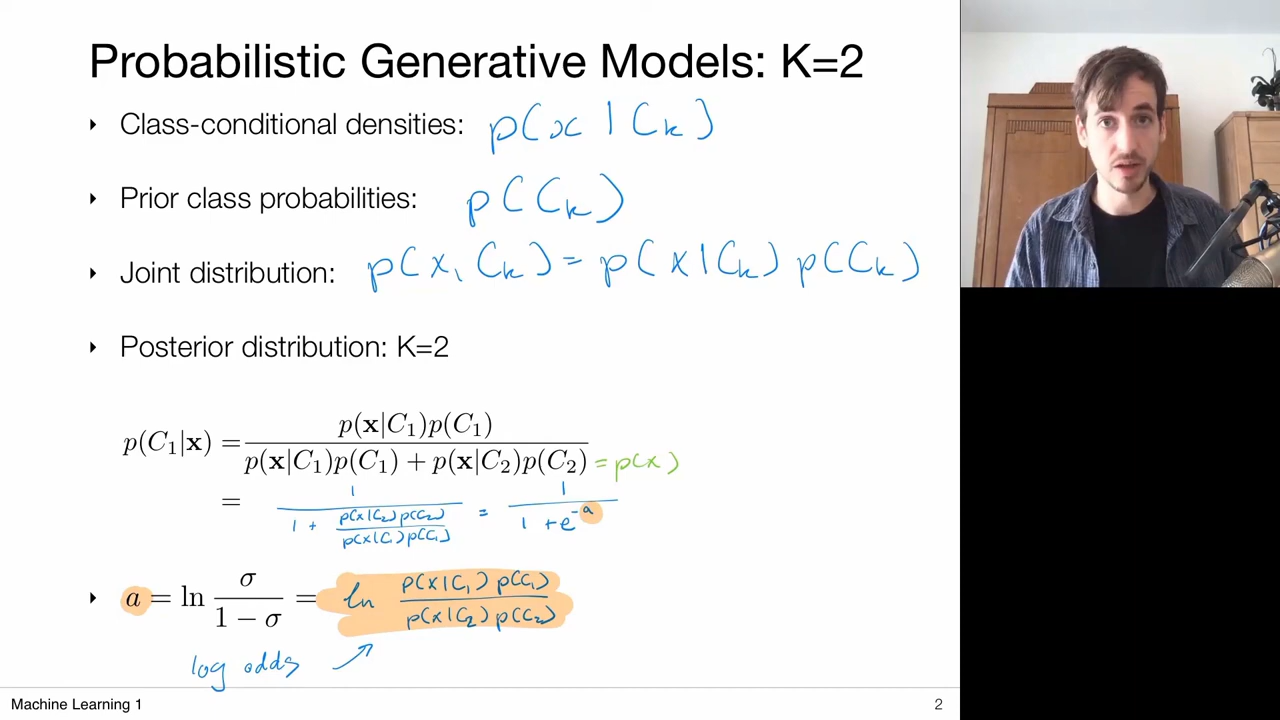 Probabilistic Generative Models: K=2
‣ Class-conditional densities: p(x | Cₖ)
‣ Prior class probabilities: p(Cₖ)
‣ Joint distribution: p(x, Cₖ) = p(x|Cₖ) p(Cₖ)
‣ Posterior distribution: K=2
p(C₁|x) = p(x|C₁)p(C₁) / (p(x|C₁)p(C₁) + p(x|C₂)p(C₂)) = p(x)
= 1 / (1 + p(x|C₂)p(C₂) / p(x|C₁)p(C₁)) = 1 / (1 + e^-a)
‣ a = ln σ / (1 − σ) = ln p(x|C₁) p(C₁) / p(x|C₂) p(C₂)
log odds
Machine Learning 1
2